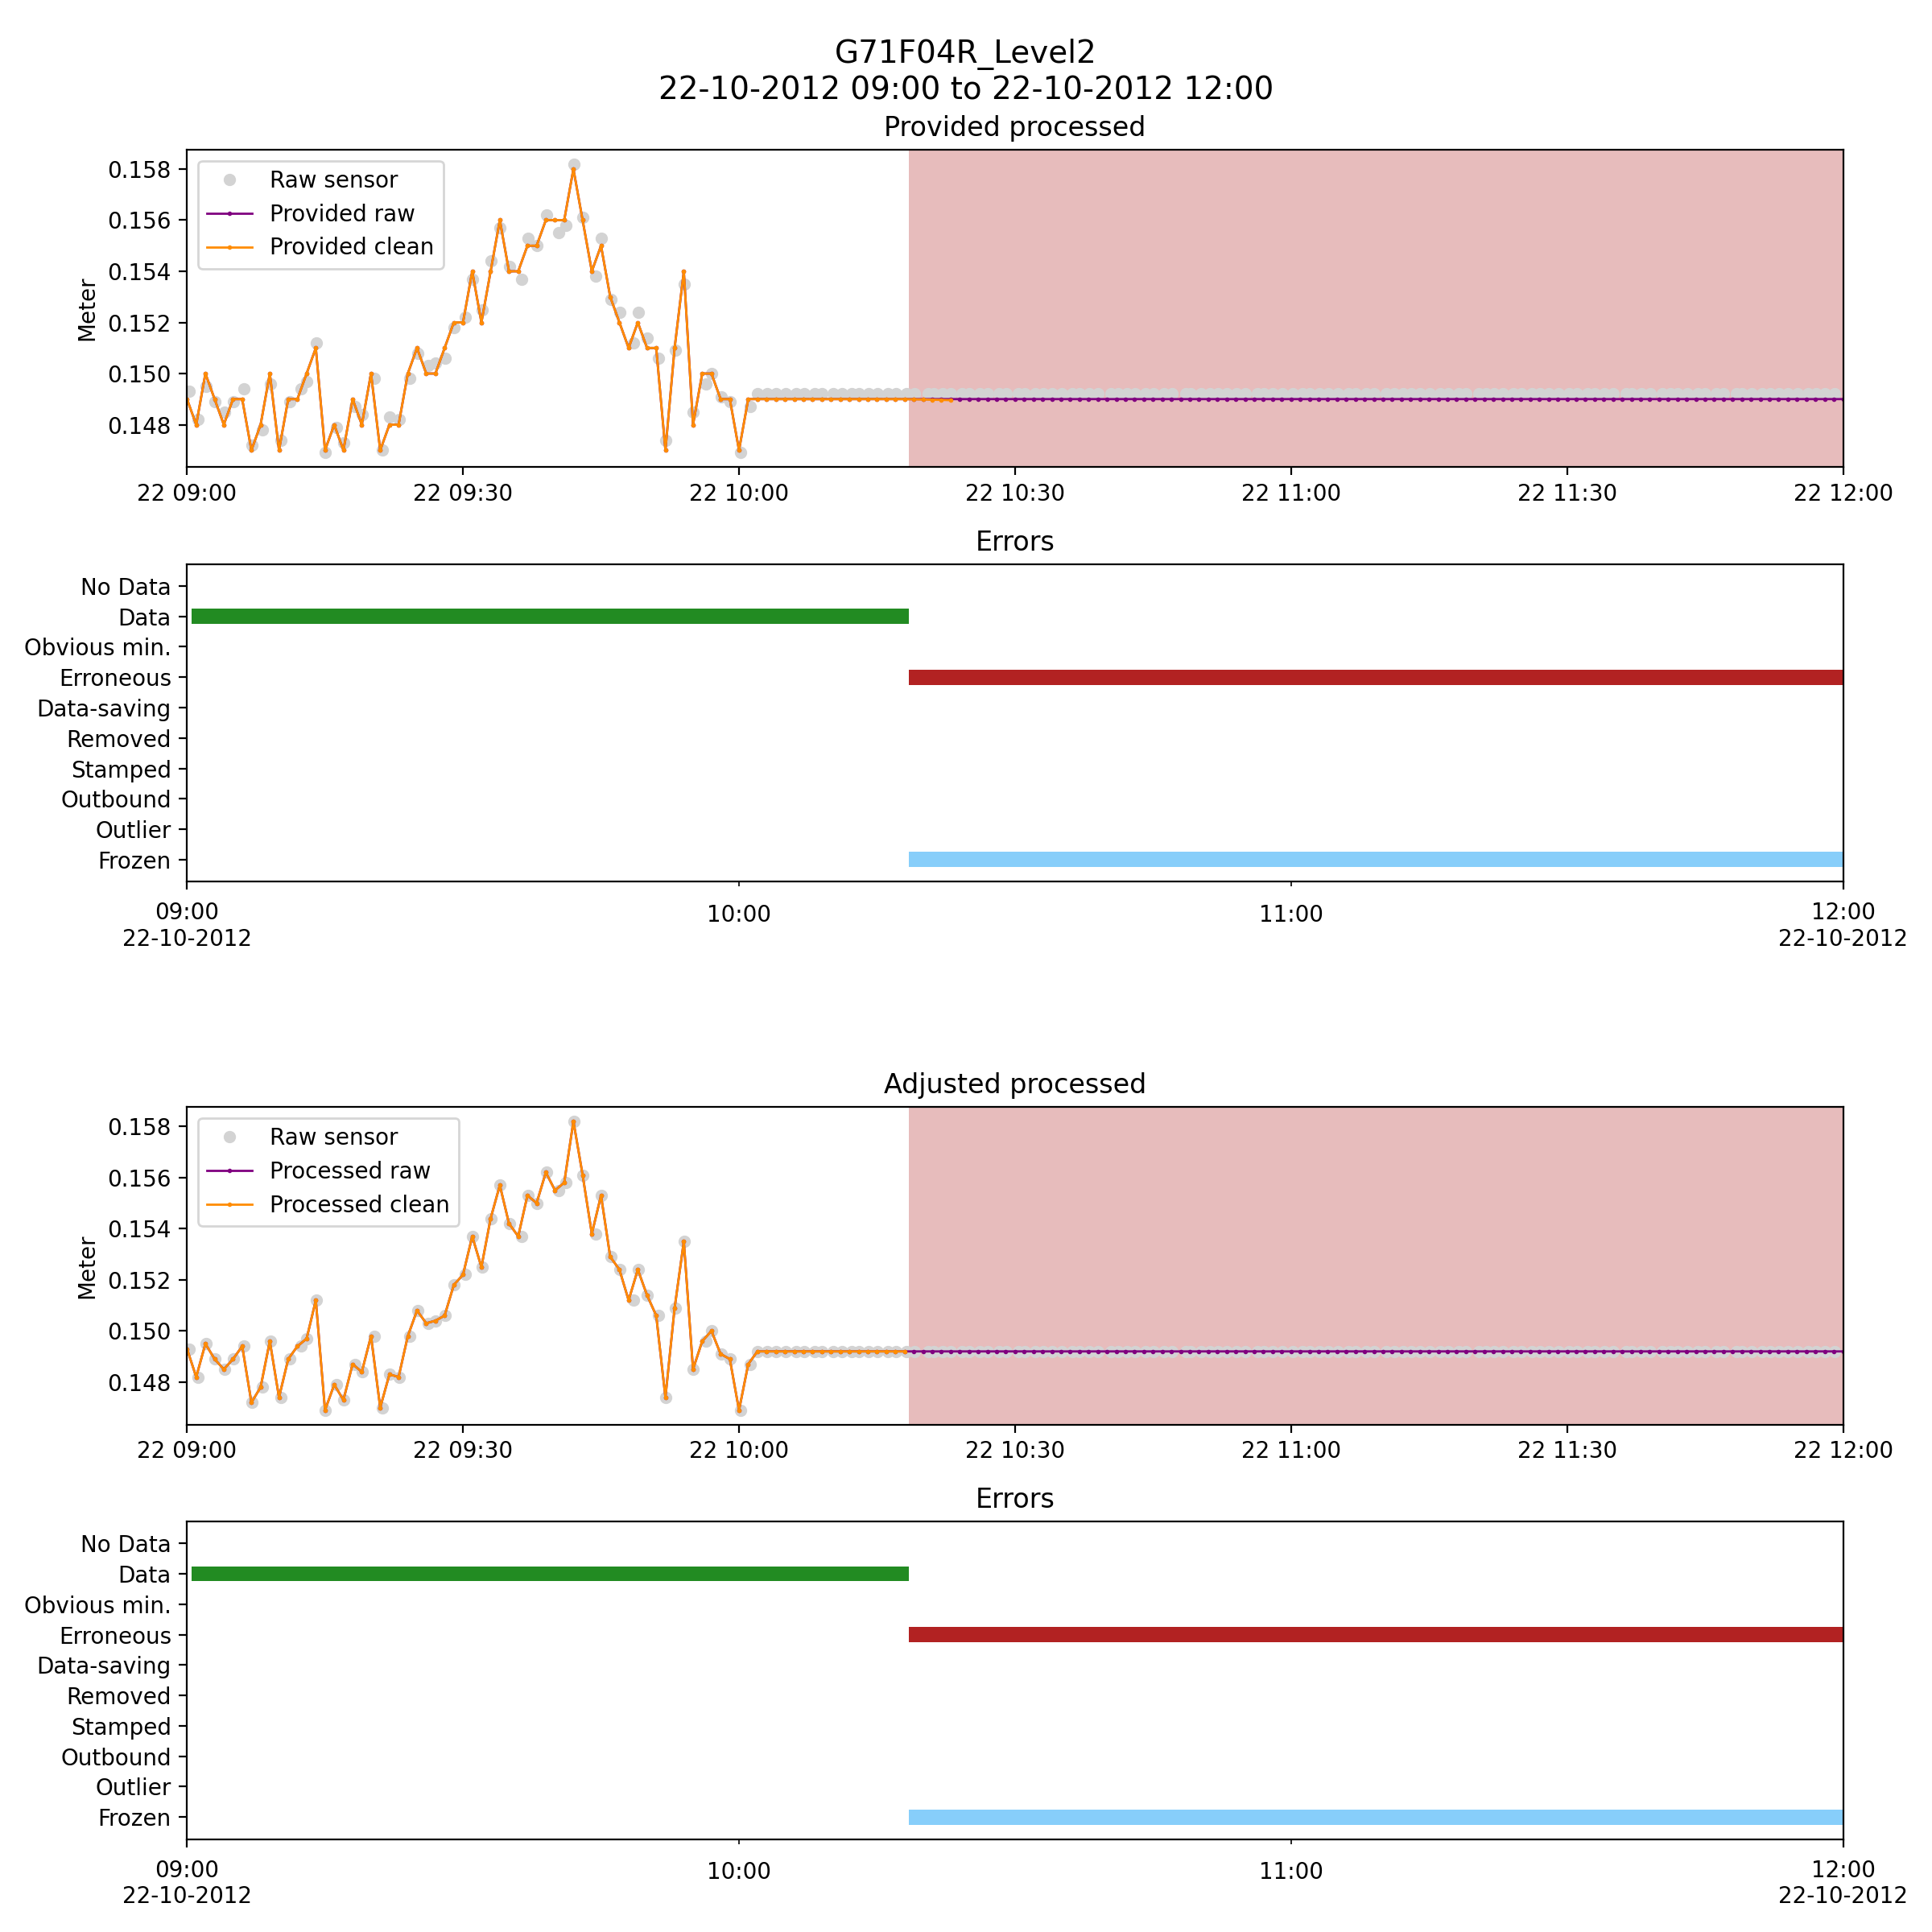 G71F04R_Level2
22-10-2012 09:00 to 22-10-2012 12:00
Provided processed
Raw sensor
Provided raw
Provided clean
Meter
0.158
0.156
0.154
0.152
0.150
0.148
22 09:00 22 09:30 22 10:00 22 10:30 22 11:00 22 11:30 22 12:00
Errors
No Data
Data
Obvious min.
Erroneous
Data-saving
Removed
Stamped
Outbound
Outlier
Frozen
09:00 10:00 11:00 12:00
22-10-2012 22-10-2012
Adjusted processed
Raw sensor
Processed raw
Processed clean
Meter
0.158
0.156
0.154
0.152
0.150
0.148
22 09:00 22 09:30 22 10:00 22 10:30 22 11:00 22 11:30 22 12:00
Errors
No Data
Data
Obvious min.
Erroneous
Data-saving
Removed
Stamped
Outbound
Outlier
Frozen
09:00 10:00 11:00 12:00
22-10-2012 22-10-2012